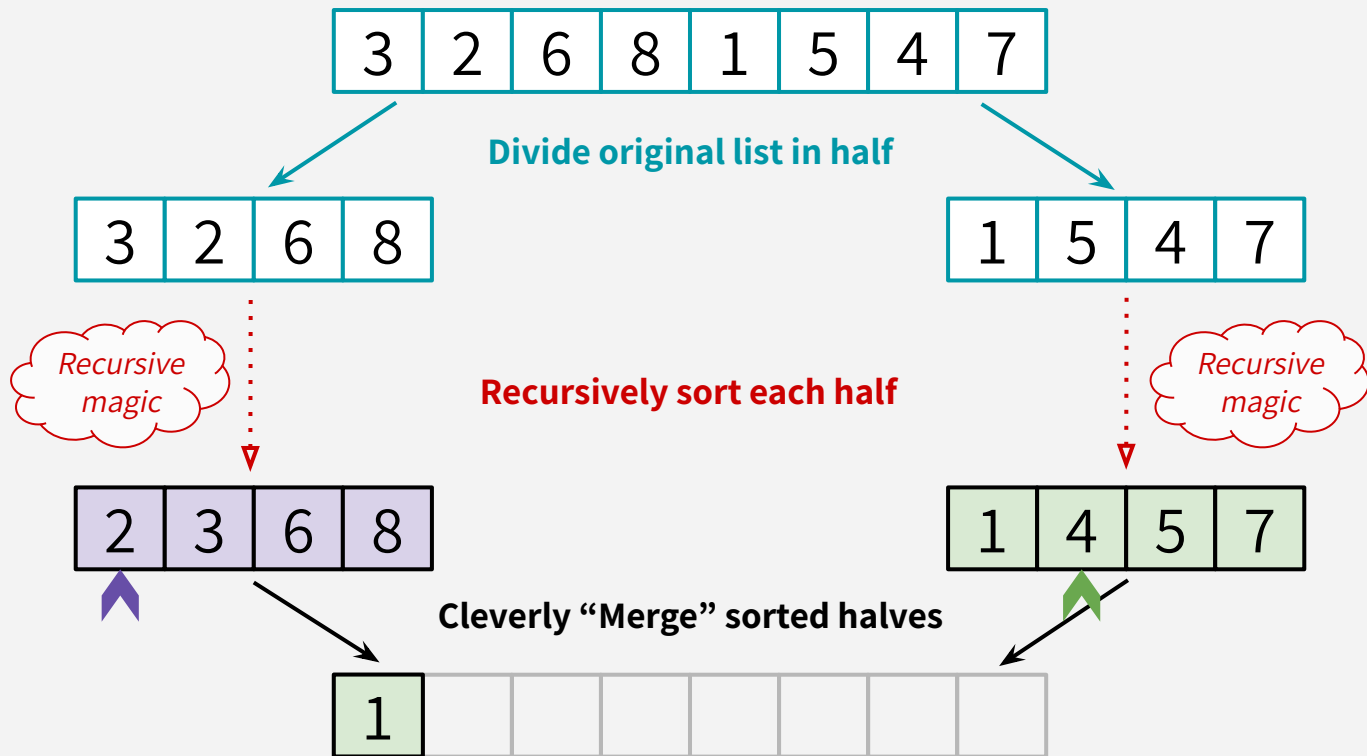 3 2 6 8 1 5 4 7
Divide original list in half
3 2 6 8
1 5 4 7
Recursive
magic
Recursively sort each half
Recursive
magic
2 3 6 8
1 4 5 7
Cleverly “Merge” sorted halves
1